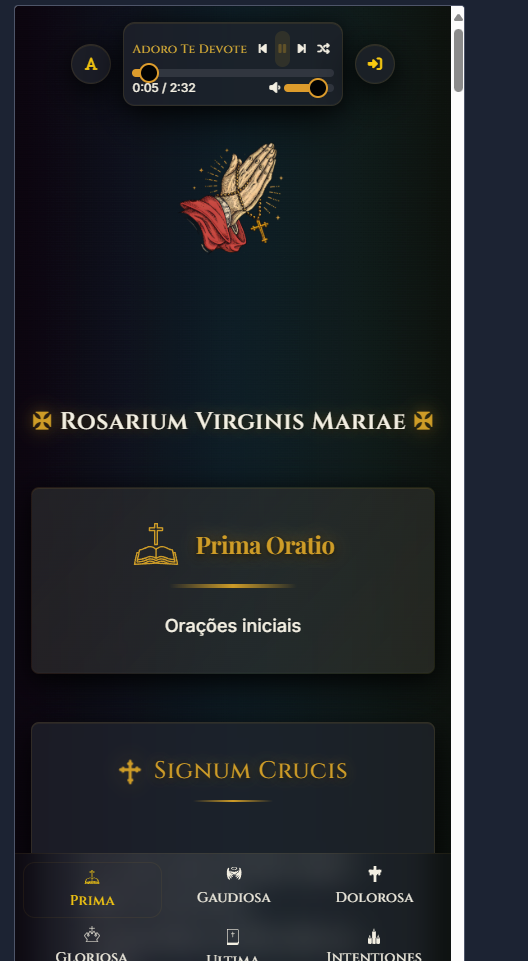 A
Adoro Te Devote
0:05 / 2:32
✠ Rosarium Virginis Mariae ✠
Prima Oratio
Orações iniciais
Signum Crucis
Prima
Gaudiosa
Dolorosa
Gloriosa
Ultima
Intentiones